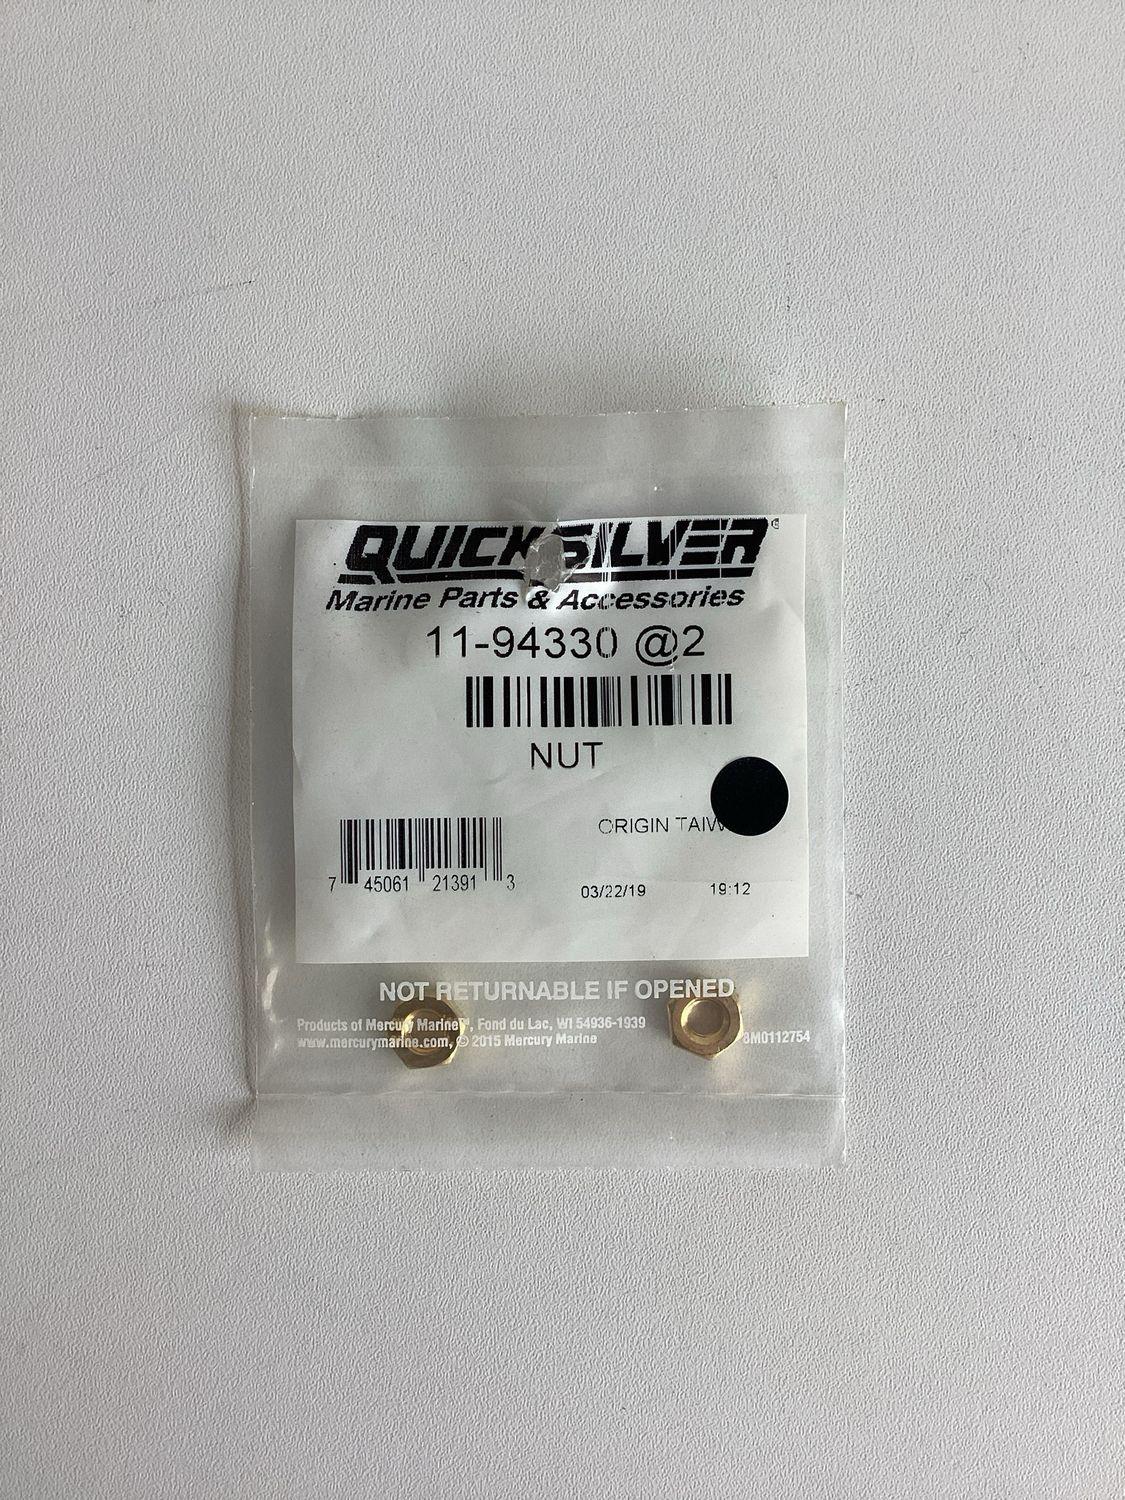 QUICKSILVER®
Marine Parts & Accessories
11-94330 @2
NUT
ORIGIN TAIW
7 45061 21391 3
03/22/19 19:12
NOT RETURNABLE IF OPENED
Products of Mercury Marine™, Fond du Lac, WI 54936-1939
www.mercurymarine.com, © 2015 Mercury Marine 8M0112754